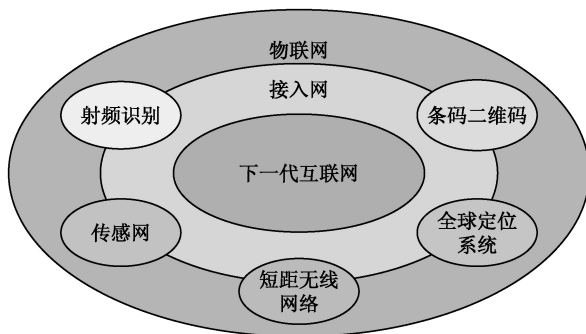 物联网
接入网
射频识别
条码二维码
下一代互联网
传感网
全球定位
系统
短距无线
网络